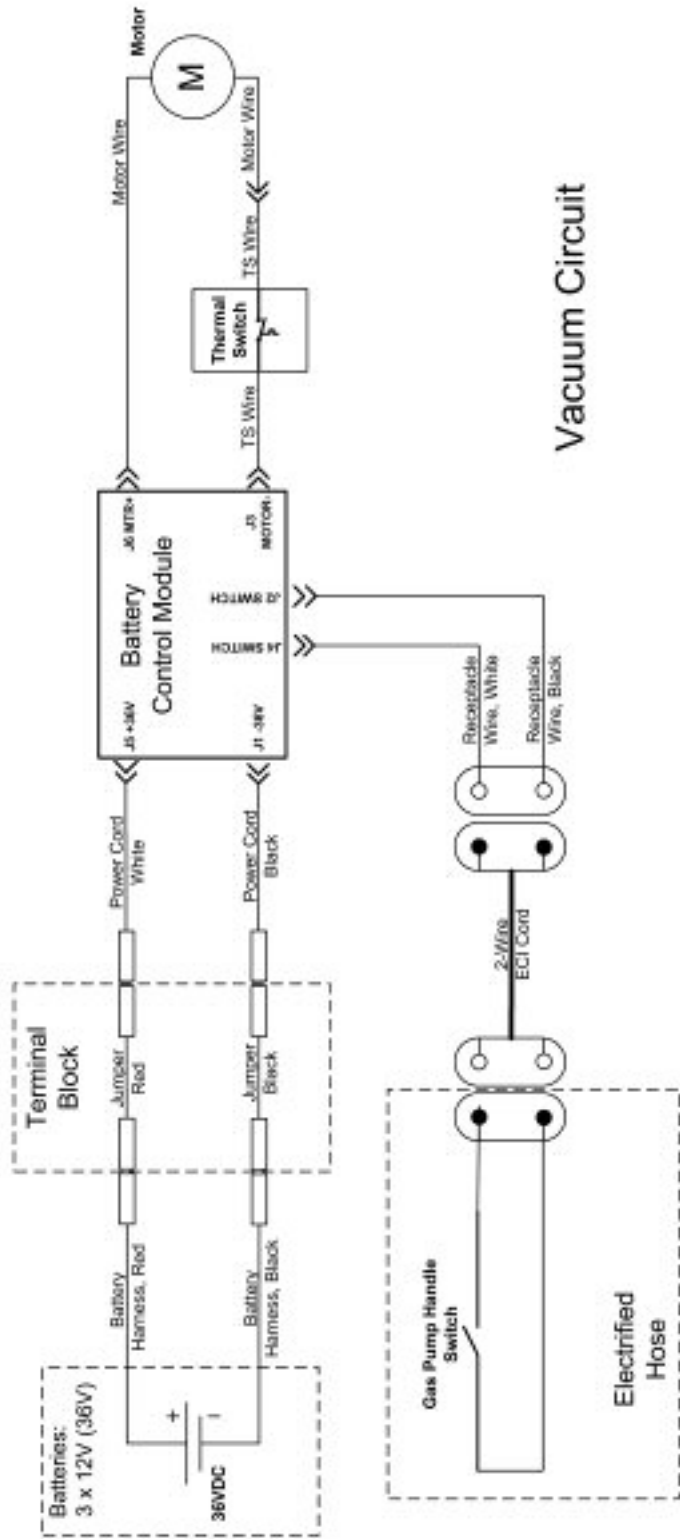 Batteries:
3 x 12V (36V)
+
–
36VDC
Battery
Harness, Red
Battery
Harness, Black
Terminal
Block
Jumper
Red
Jumper
Black
Power Cord
White
Power Cord
Black
J5 +36V
J6 MTR+
Battery
Control Module
J1 -36V
J4 SWITCH
J2 SWITCH
J3
MOTOR-
Motor Wire
TS Wire
Thermal
Switch
TS Wire
Motor Wire
Motor
M
Gas Pump Handle
Switch
Electrified
Hose
2-Wire
ECI Cord
Receptacle
Wire, White
Receptacle
Wire, Black
Vacuum Circuit